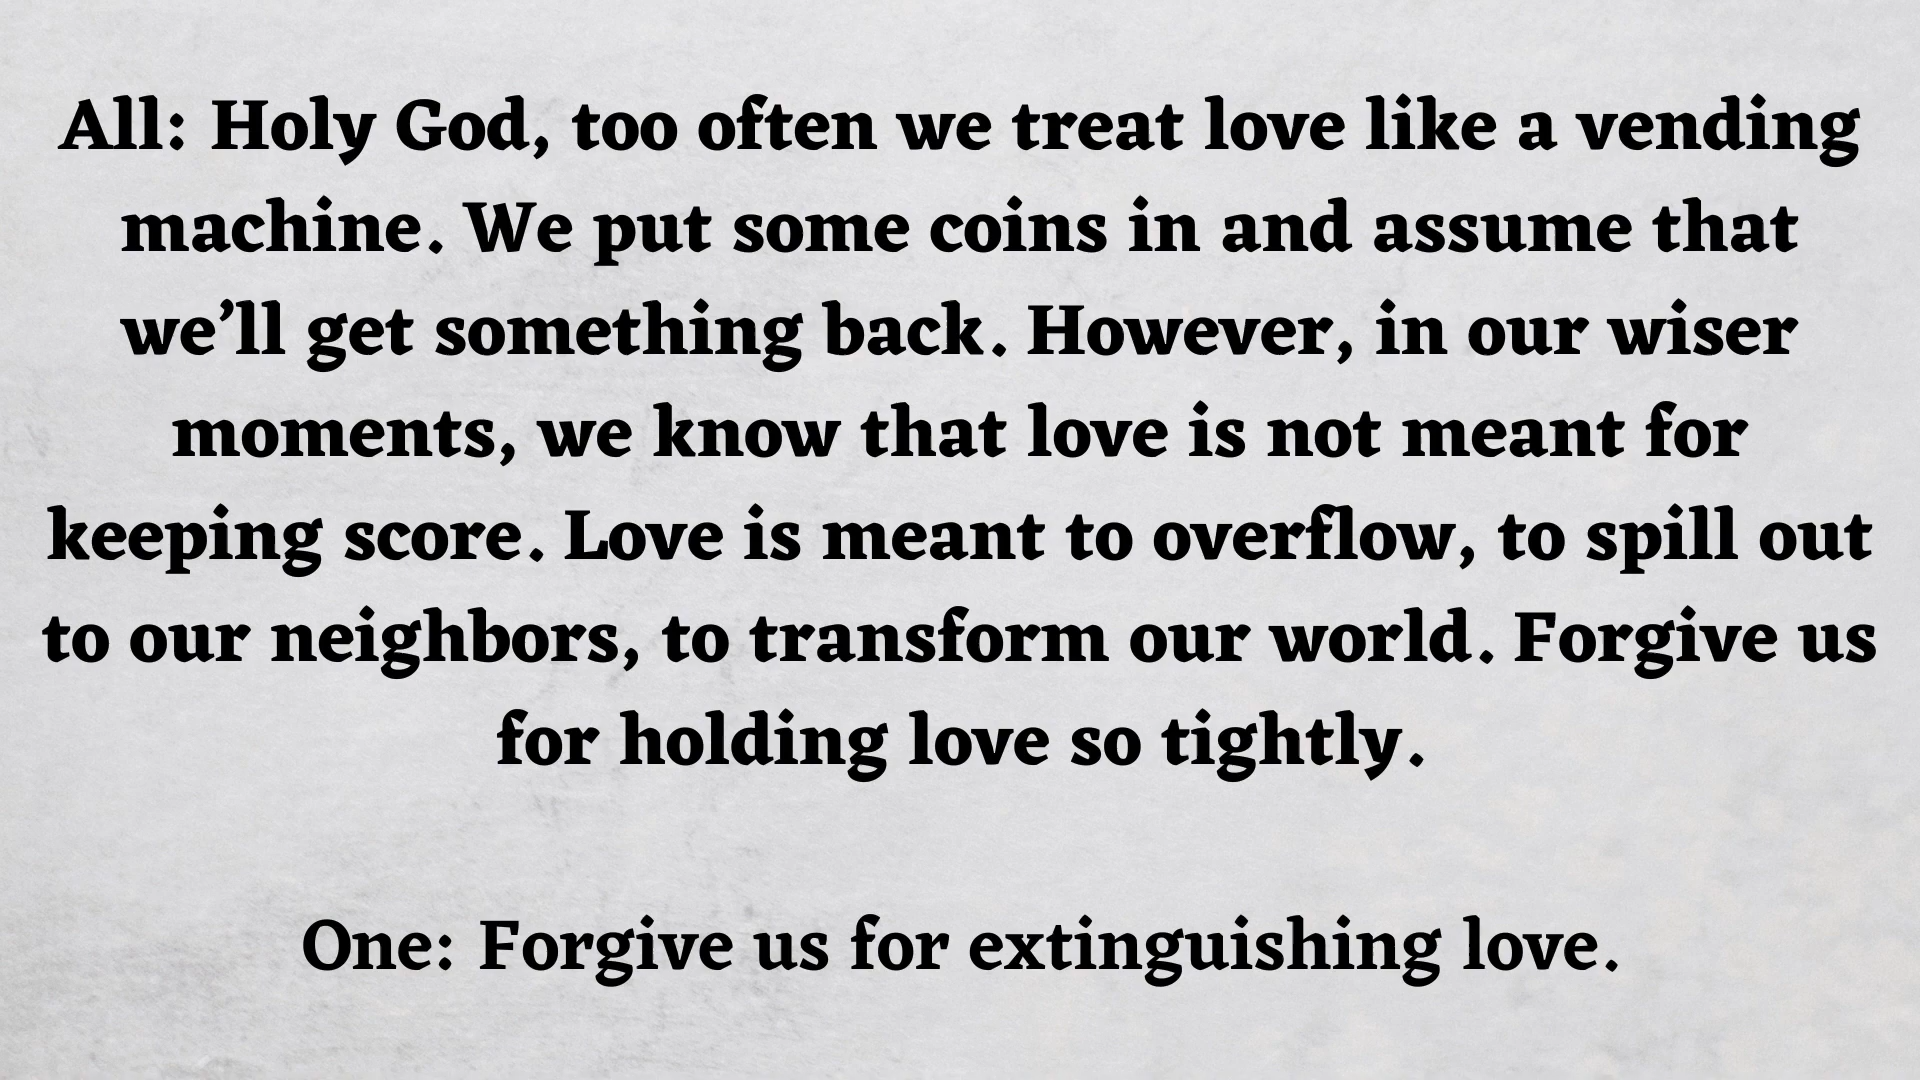 All: Holy God, too often we treat love like a vending
machine. We put some coins in and assume that
we’ll get something back. However, in our wiser
moments, we know that love is not meant for
keeping score. Love is meant to overflow, to spill out
to our neighbors, to transform our world. Forgive us
for holding love so tightly.
One: Forgive us for extinguishing love.